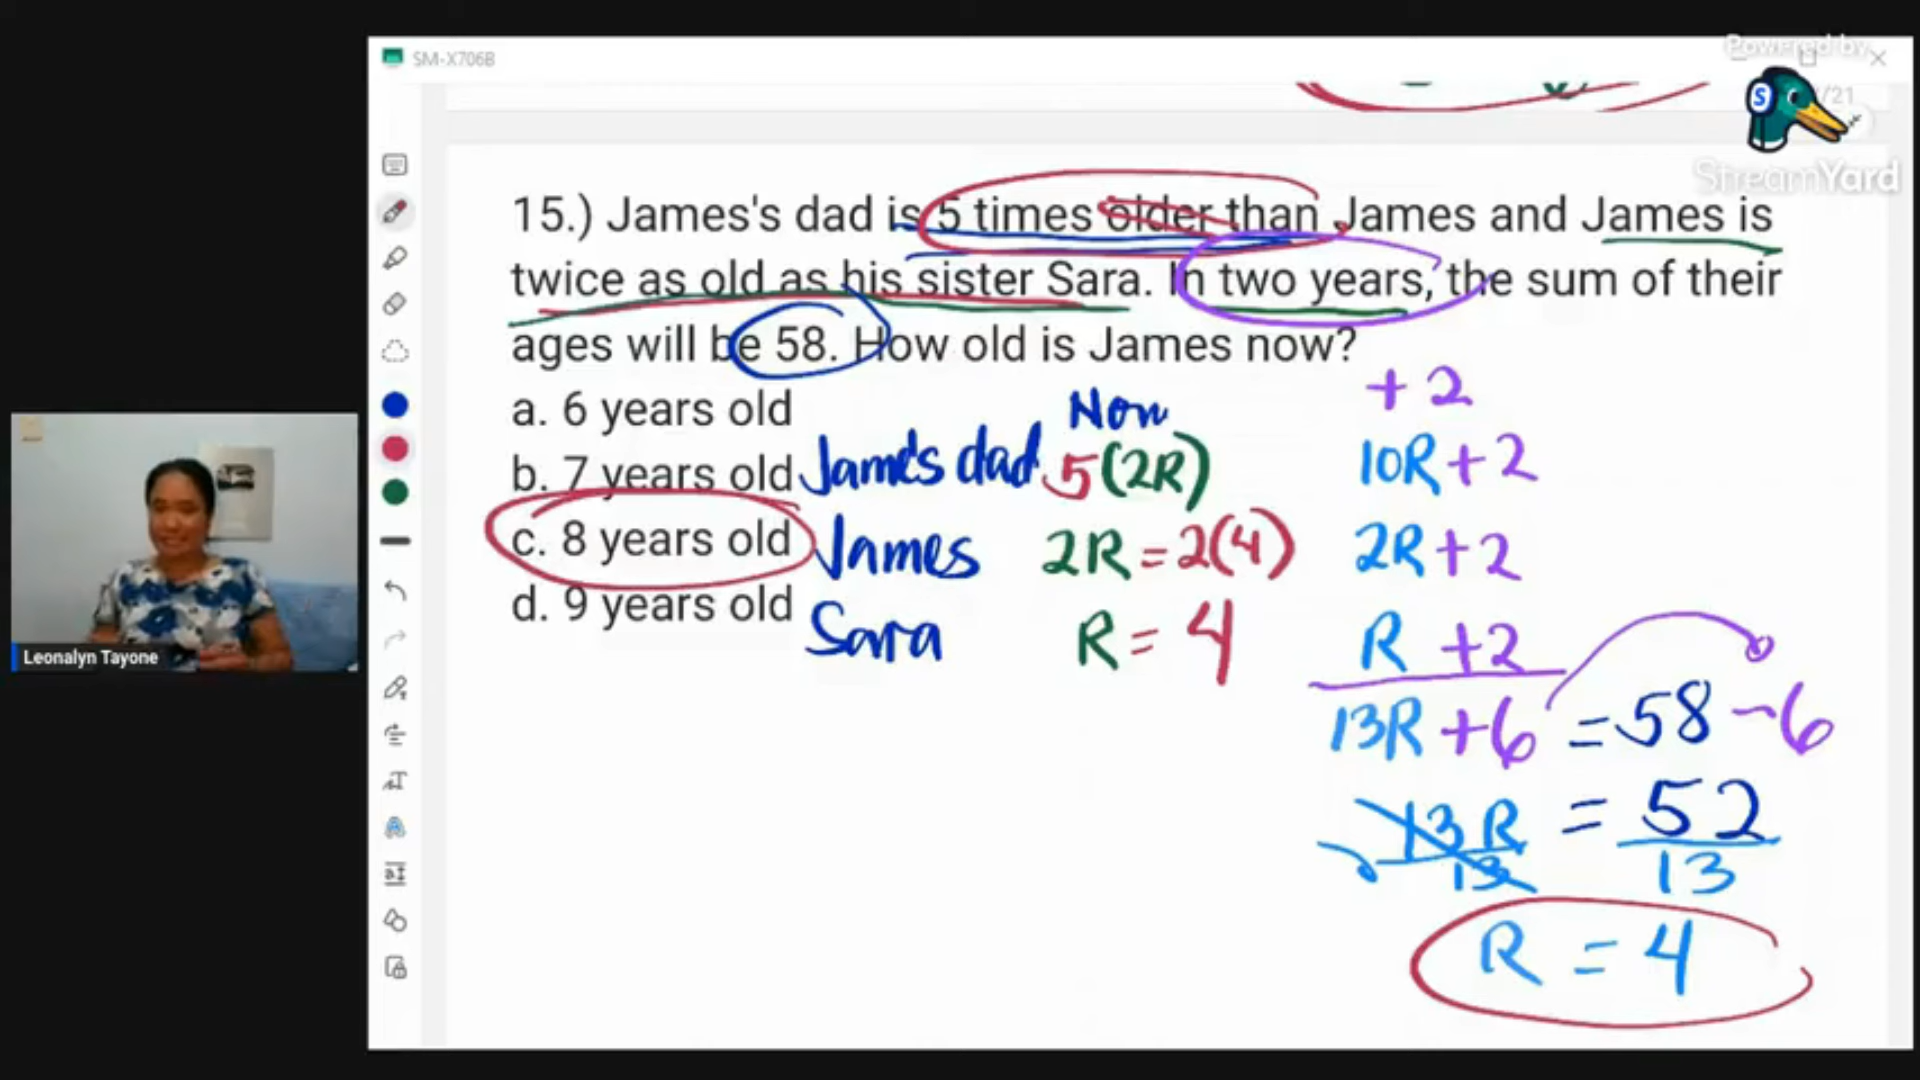 SM-X706B
Powered by
/21
StreamYard
15.) James's dad is 5 times older than James and James is
twice as old as his sister Sara. In two years, the sum of their
ages will be 58. How old is James now?
a. 6 years old
b. 7 years old
c. 8 years old
d. 9 years old
Now
+ 2
James dad 5(2R) 10R + 2
James 2R = 2(4) 2R + 2
Sara R = 4 R + 2
13R + 6 = 58 - 6
13R = 52
13 13
R = 4
Leonalyn Tayone